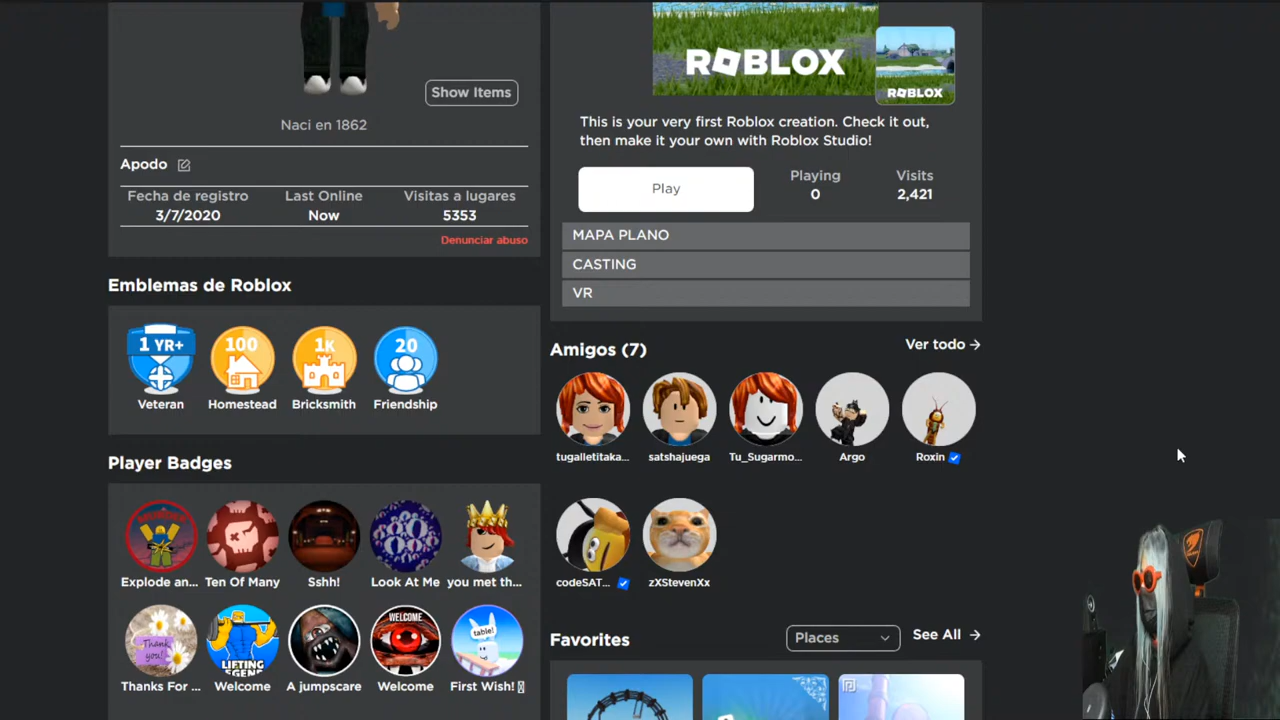 Show Items
Naci en 1862
Apodo
Fecha de registro
Last Online
Visitas a lugares
3/7/2020
Now
5353
Denunciar abuso
Emblemas de Roblox
1 YR+
100
1K
20
Veteran
Homestead
Bricksmith
Friendship
Player Badges
Explode an...
Ten Of Many
Sshh!
Look At Me
you met th...
Thank you!
LIFTING
WELCOME
table!
Thanks For ...
Welcome
A jumpscare
Welcome
First Wish!
ROBLOX
ROBLOX
This is your very first Roblox creation. Check it out,
then make it your own with Roblox Studio!
Play
Playing
Visits
0
2,421
MAPA PLANO
CASTING
VR
Amigos (7)
Ver todo →
tugalletitaka...
satshajuega
Tu_Sugarmo...
Argo
Roxin
codeSAT...
zXStevenXx
Favorites
Places
See All →